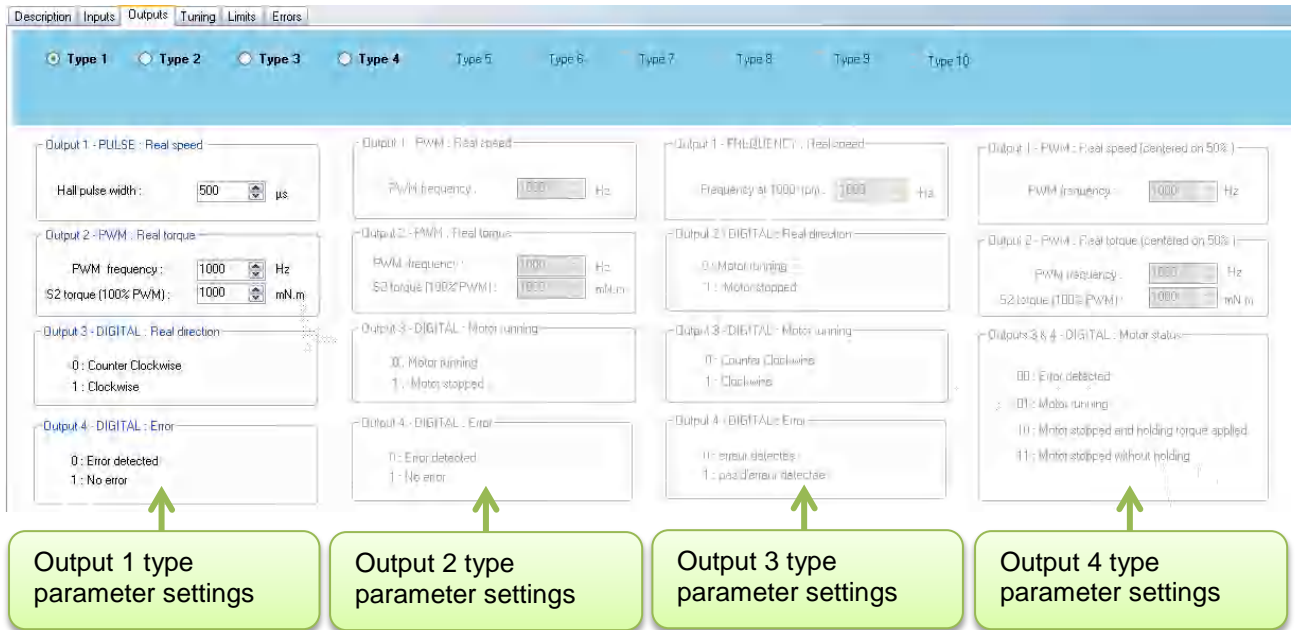 Description Inputs Outputs Tuning Limits Errors
Type 1 Type 2 Type 3 Type 4 Type 5 Type 6 Type 7 Type 8 Type 9 Type 10
Output 1 - PULSE : Real speed
Hall pulse width : 500 µs
Output 2 - PWM : Real torque
PWM frequency : 1000 Hz
S2 torque (100% PWM) : 1000 mN.m
Output 3 - DIGITAL : Real direction
0 : Counter Clockwise
1 : Clockwise
Output 4 - DIGITAL : Error
0 : Error detected
1 : No error
Output 1 - PWM : Real speed
PWM frequency : 1000 Hz
Output 2 - PWM : Real torque
PWM frequency : 1000 Hz
S2 torque (100% PWM) : 1000 mN.m
Output 3 - DIGITAL : Motor running
0 : Motor running
1 : Motor stopped
Output 4 - DIGITAL : Error
0 : Error detected
1 : No error
Output 1 - FREQUENCY : Real speed
Frequency at 1000 rpm : 1000 Hz
Output 2 : DIGITAL : Real direction
0 : Motor running
1 : Motor stopped
Output 3 - DIGITAL : Motor running
0 : Counter Clockwise
1 : Clockwise
Output 4 - DIGITAL : Error
0 : erreur detectée
1 : pas d'erreur detectée
Output 1 - PWM : Real speed (centered on 50% )
PWM frequency : 1000 Hz
Output 2 - PWM : Real torque (centered on 50% )
PWM frequency : 1000 Hz
S2 torque (100% PWM) : 1000 mN.m
Outputs 3 & 4 - DIGITAL : Motor status
00 : Error detected
01 : Motor running
10 : Motor stopped and holding torque applied
11 : Motor stopped without holding
Output 1 type
parameter settings
Output 2 type
parameter settings
Output 3 type
parameter settings
Output 4 type
parameter settings